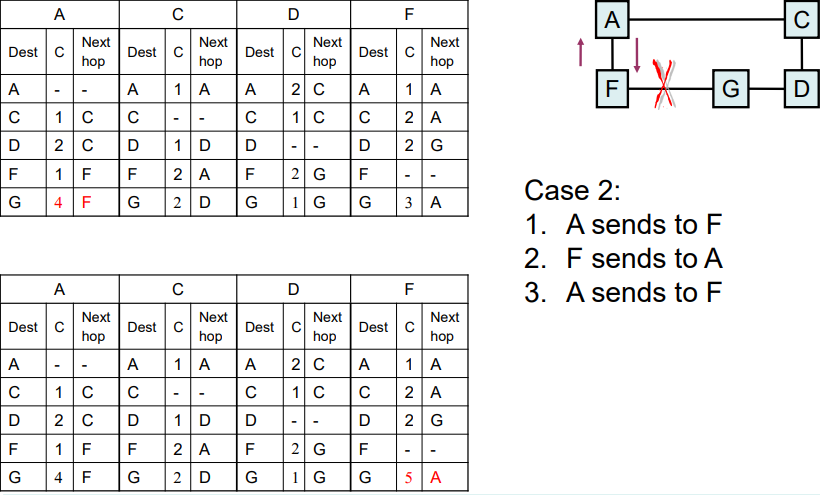 A C D F
Dest C Next hop Dest C Next hop Dest C Next hop Dest C Next hop
A - - A 1 A A 2 C A 1 A
C 1 C C - - C 1 C C 2 A
D 2 C D 1 D D - - D 2 G
F 1 F F 2 A F 2 G F - -
G 4 F G 2 D G 1 G G 3 A
A C
F G D
Case 2:
1. A sends to F
2. F sends to A
3. A sends to F
A C D F
Dest C Next hop Dest C Next hop Dest C Next hop Dest C Next hop
A - - A 1 A A 2 C A 1 A
C 1 C C - - C 1 C C 2 A
D 2 C D 1 D D - - D 2 G
F 1 F F 2 A F 2 G F - -
G 4 F G 2 D G 1 G G 5 A